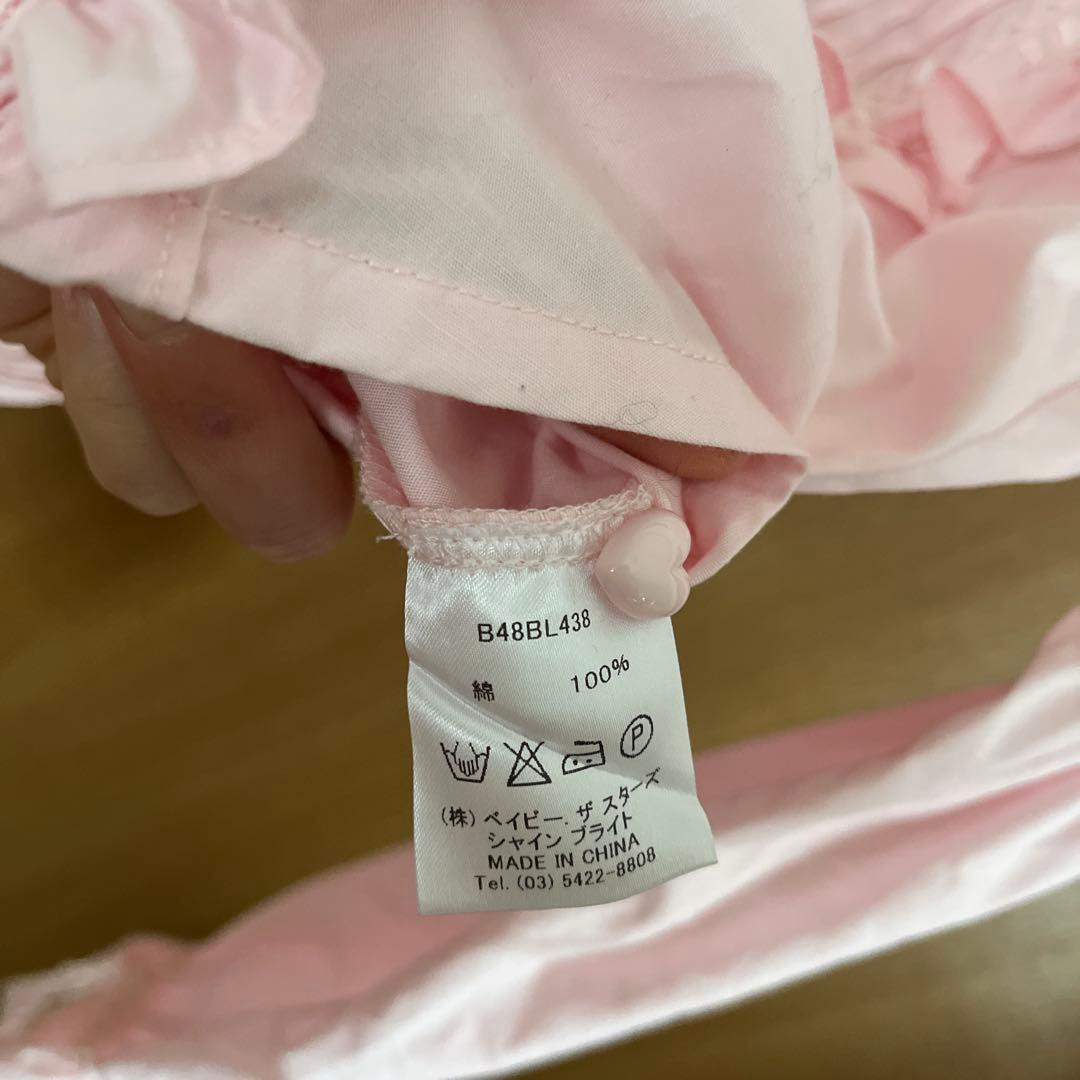 B48BL438
綿 100%
P
(株) ベイビー. ザ スターズ
シャイン ブライト
MADE IN CHINA
Tel. (03) 5422-8808